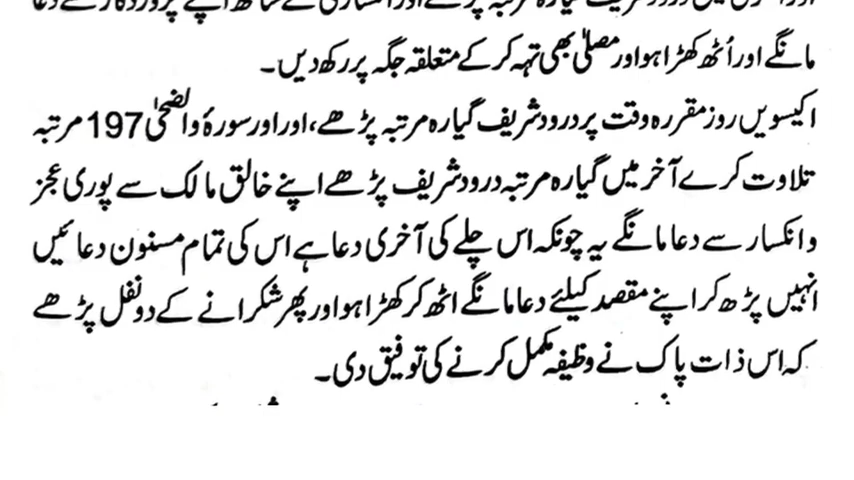 مانگے اور اُٹھ کھڑا ہو اور مصلّٰی بھی تہہ کر کے متعلقہ جگہ پر رکھ دیں۔
اکیسویں روز مقررہ وقت پر درود شریف گیارہ مرتبہ پڑھے، اور اور سورۂ والضحٰی 197 مرتبہ
تلاوت کرے آخر میں گیارہ مرتبہ درود شریف پڑھے اپنے خالق مالک سے پوری عجز
و انکسار سے دعا مانگے یہ چونکہ اس چلے کی آخری دعا ہے اس کی تمام مسنون دعائیں
انہیں پڑھ کر اپنے مقصد کیلئے دعا مانگے اٹھ کر کھڑا ہو اور پھر شکرانے کے دو نفل پڑھے
کہ اس ذات پاک نے وظیفہ مکمل کرنے کی توفیق دی۔